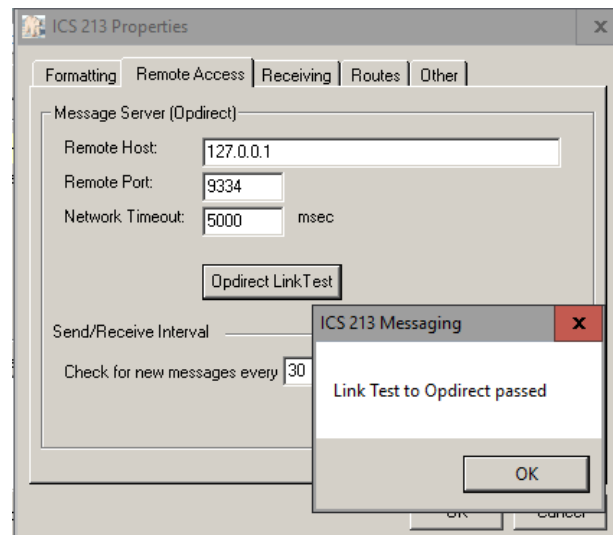 ICS 213 Properties
Formatting Remote Access Receiving Routes Other
Message Server (Opdirect)
Remote Host: 127.0.0.1
Remote Port: 9334
Network Timeout: 5000 msec
Opdirect LinkTest
Send/Receive Interval
Check for new messages every 30
ICS 213 Messaging
x
Link Test to Opdirect passed
OK
OK Cancel